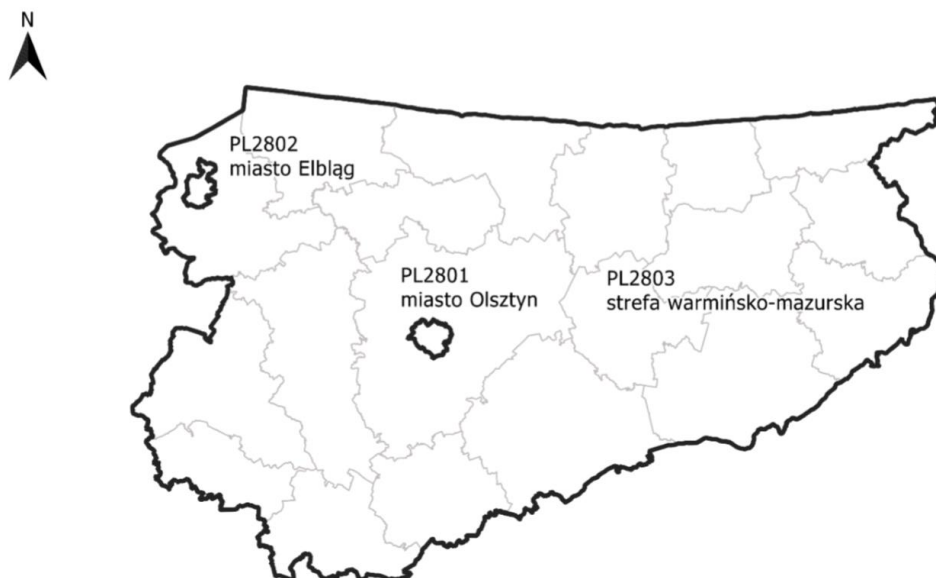 N
PL2802
miasto Elbląg
PL2801
miasto Olsztyn
PL2803
strefa warmińsko-mazurska